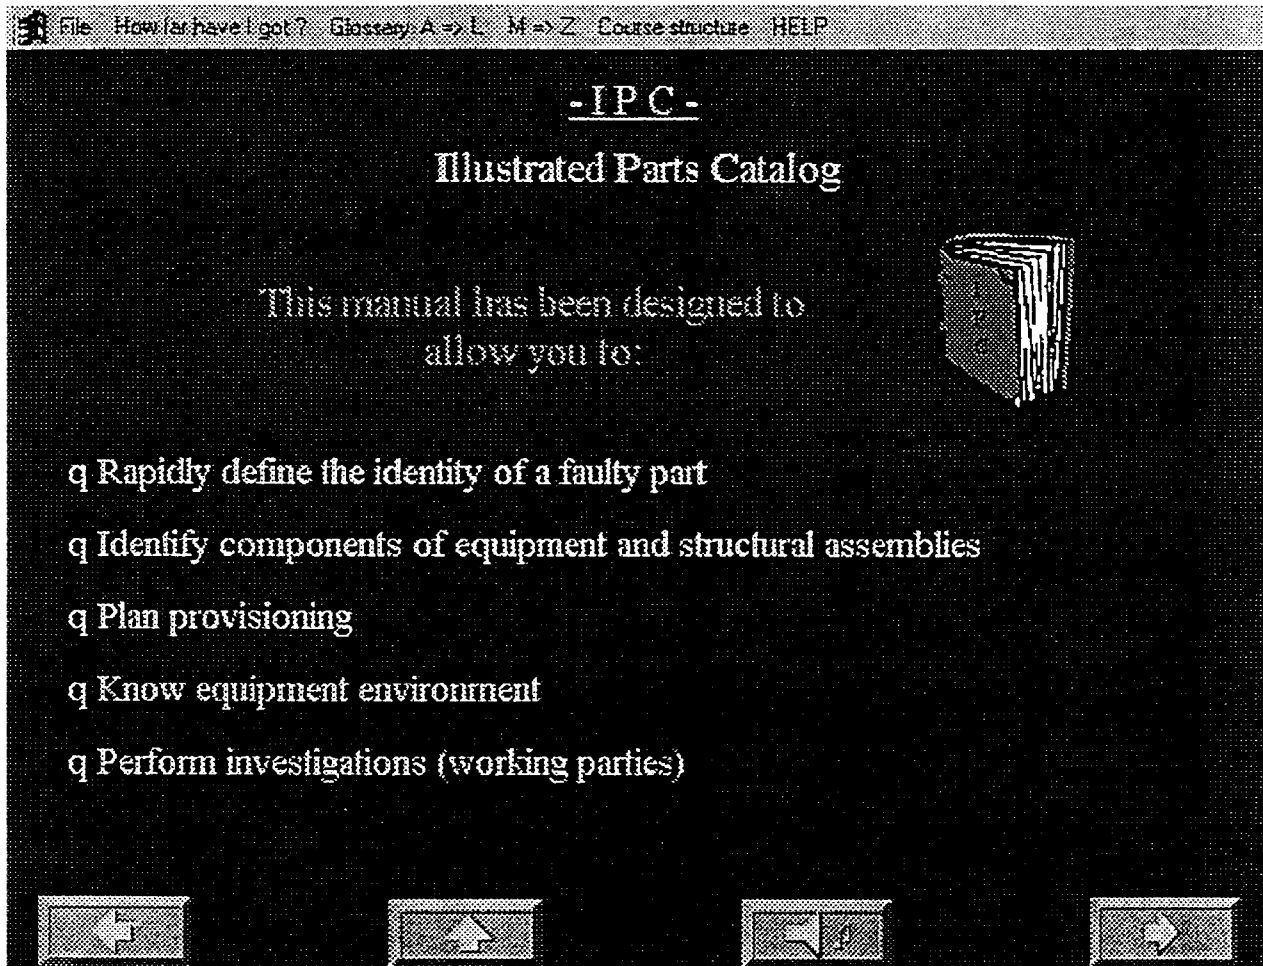 File How far have I got ? Glossary: A => L M => Z Course structure HELP
- I P C -
Illustrated Parts Catalog
This manual has been designed to
allow you to:
q Rapidly define the identity of a faulty part
q Identify components of equipment and structural assemblies
q Plan provisioning
q Know equipment environment
q Perform investigations (working parties)